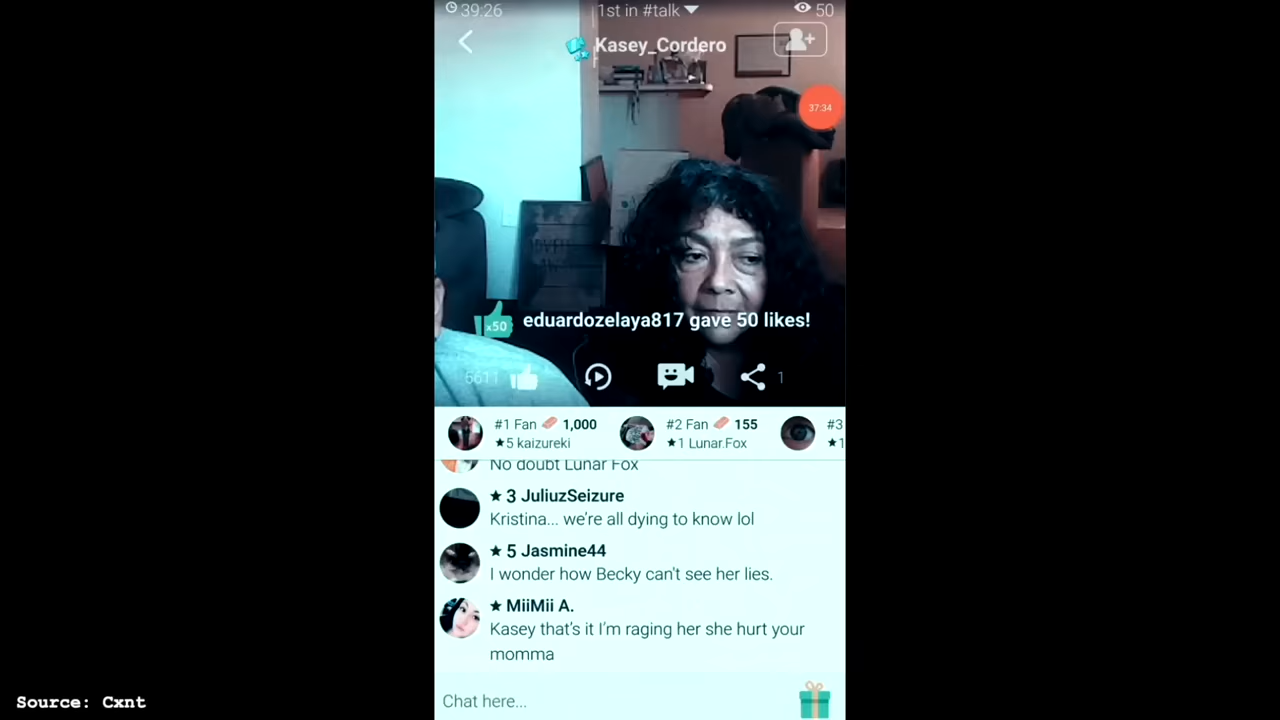 39:26
1st in #talk
50
Kasey_Cordero
37:34
x50
eduardozelaya817 gave 50 likes!
6611
1
#1 Fan 1,000
★5 kaizureki
#2 Fan 155
★1 Lunar.Fox
#3
★1
No doubt Lunar Fox
★ 3 JuliuzSeizure
Kristina... we're all dying to know lol
★ 5 Jasmine44
I wonder how Becky can't see her lies.
★ MiiMii A.
Kasey that's it I'm raging her she hurt your
momma
Chat here...
Source: Cxnt